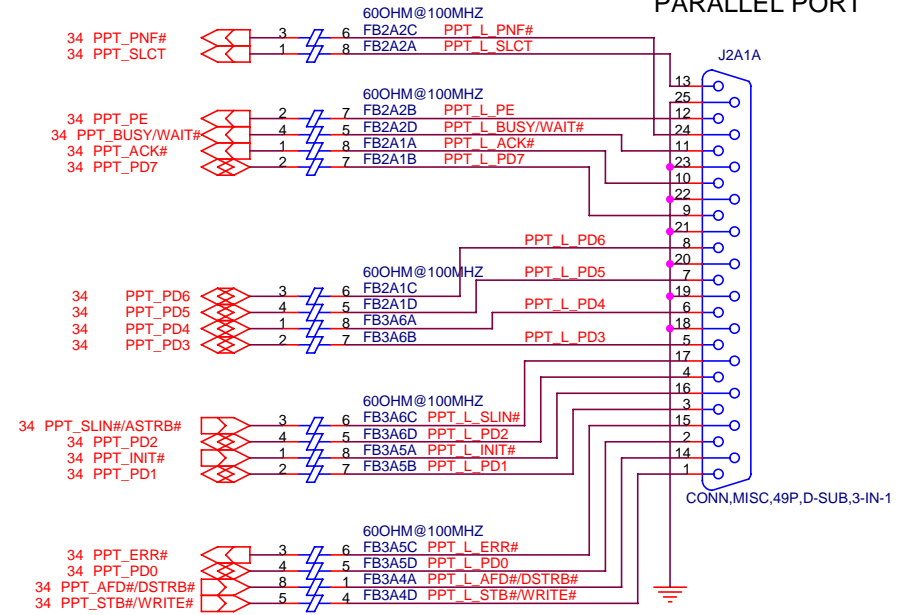 PARALLEL PORT
60OHM@100MHZ
34 PPT_PNF# 3 6 FB2A2C PPT_L_PNF#
34 PPT_SLCT 1 8 FB2A2A PPT_L_SLCT
J2A1A
13
25
60OHM@100MHZ
34 PPT_PE 2 7 FB2A2B PPT_L_PE 12
34 PPT_BUSY/WAIT# 4 5 FB2A2D PPT_L_BUSY/WAIT# 24
34 PPT_ACK# 1 8 FB2A1A PPT_L_ACK# 11
34 PPT_PD7 2 7 FB2A1B PPT_L_PD7 23
10
22
9
21
PPT_L_PD6 8
20
60OHM@100MHZ PPT_L_PD5 7
34 PPT_PD6 3 6 FB2A1C 19
34 PPT_PD5 4 5 FB2A1D PPT_L_PD4 6
34 PPT_PD4 1 8 FB3A6A 18
34 PPT_PD3 2 7 FB3A6B PPT_L_PD3 5
17
4
16
60OHM@100MHZ 3
34 PPT_SLIN#/ASTRB# 3 6 FB3A6C PPT_L_SLIN# 15
34 PPT_PD2 4 5 FB3A6D PPT_L_PD2 2
34 PPT_INIT# 1 8 FB3A5A PPT_L_INIT# 14
34 PPT_PD1 2 7 FB3A5B PPT_L_PD1 1
CONN,MISC,49P,D-SUB,3-IN-1
60OHM@100MHZ
34 PPT_ERR# 3 6 FB3A5C PPT_L_ERR#
34 PPT_PD0 4 5 FB3A5D PPT_L_PD0
34 PPT_AFD#/DSTRB# 8 1 FB3A4A PPT_L_AFD#/DSTRB#
34 PPT_STB#/WRITE# 5 4 FB3A4D PPT_L_STB#/WRITE#